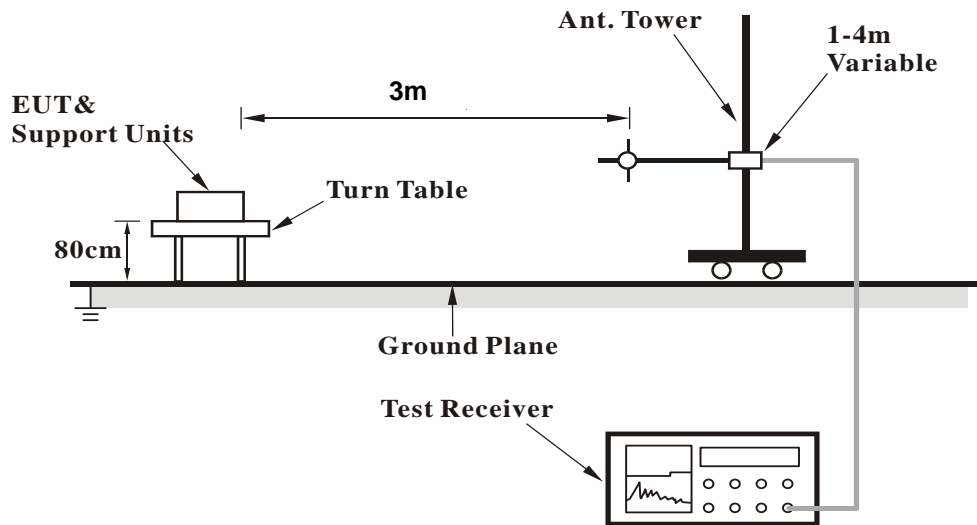 Ant. Tower
1-4m
Variable
3m
EUT&
Support Units
Turn Table
80cm
Ground Plane
Test Receiver